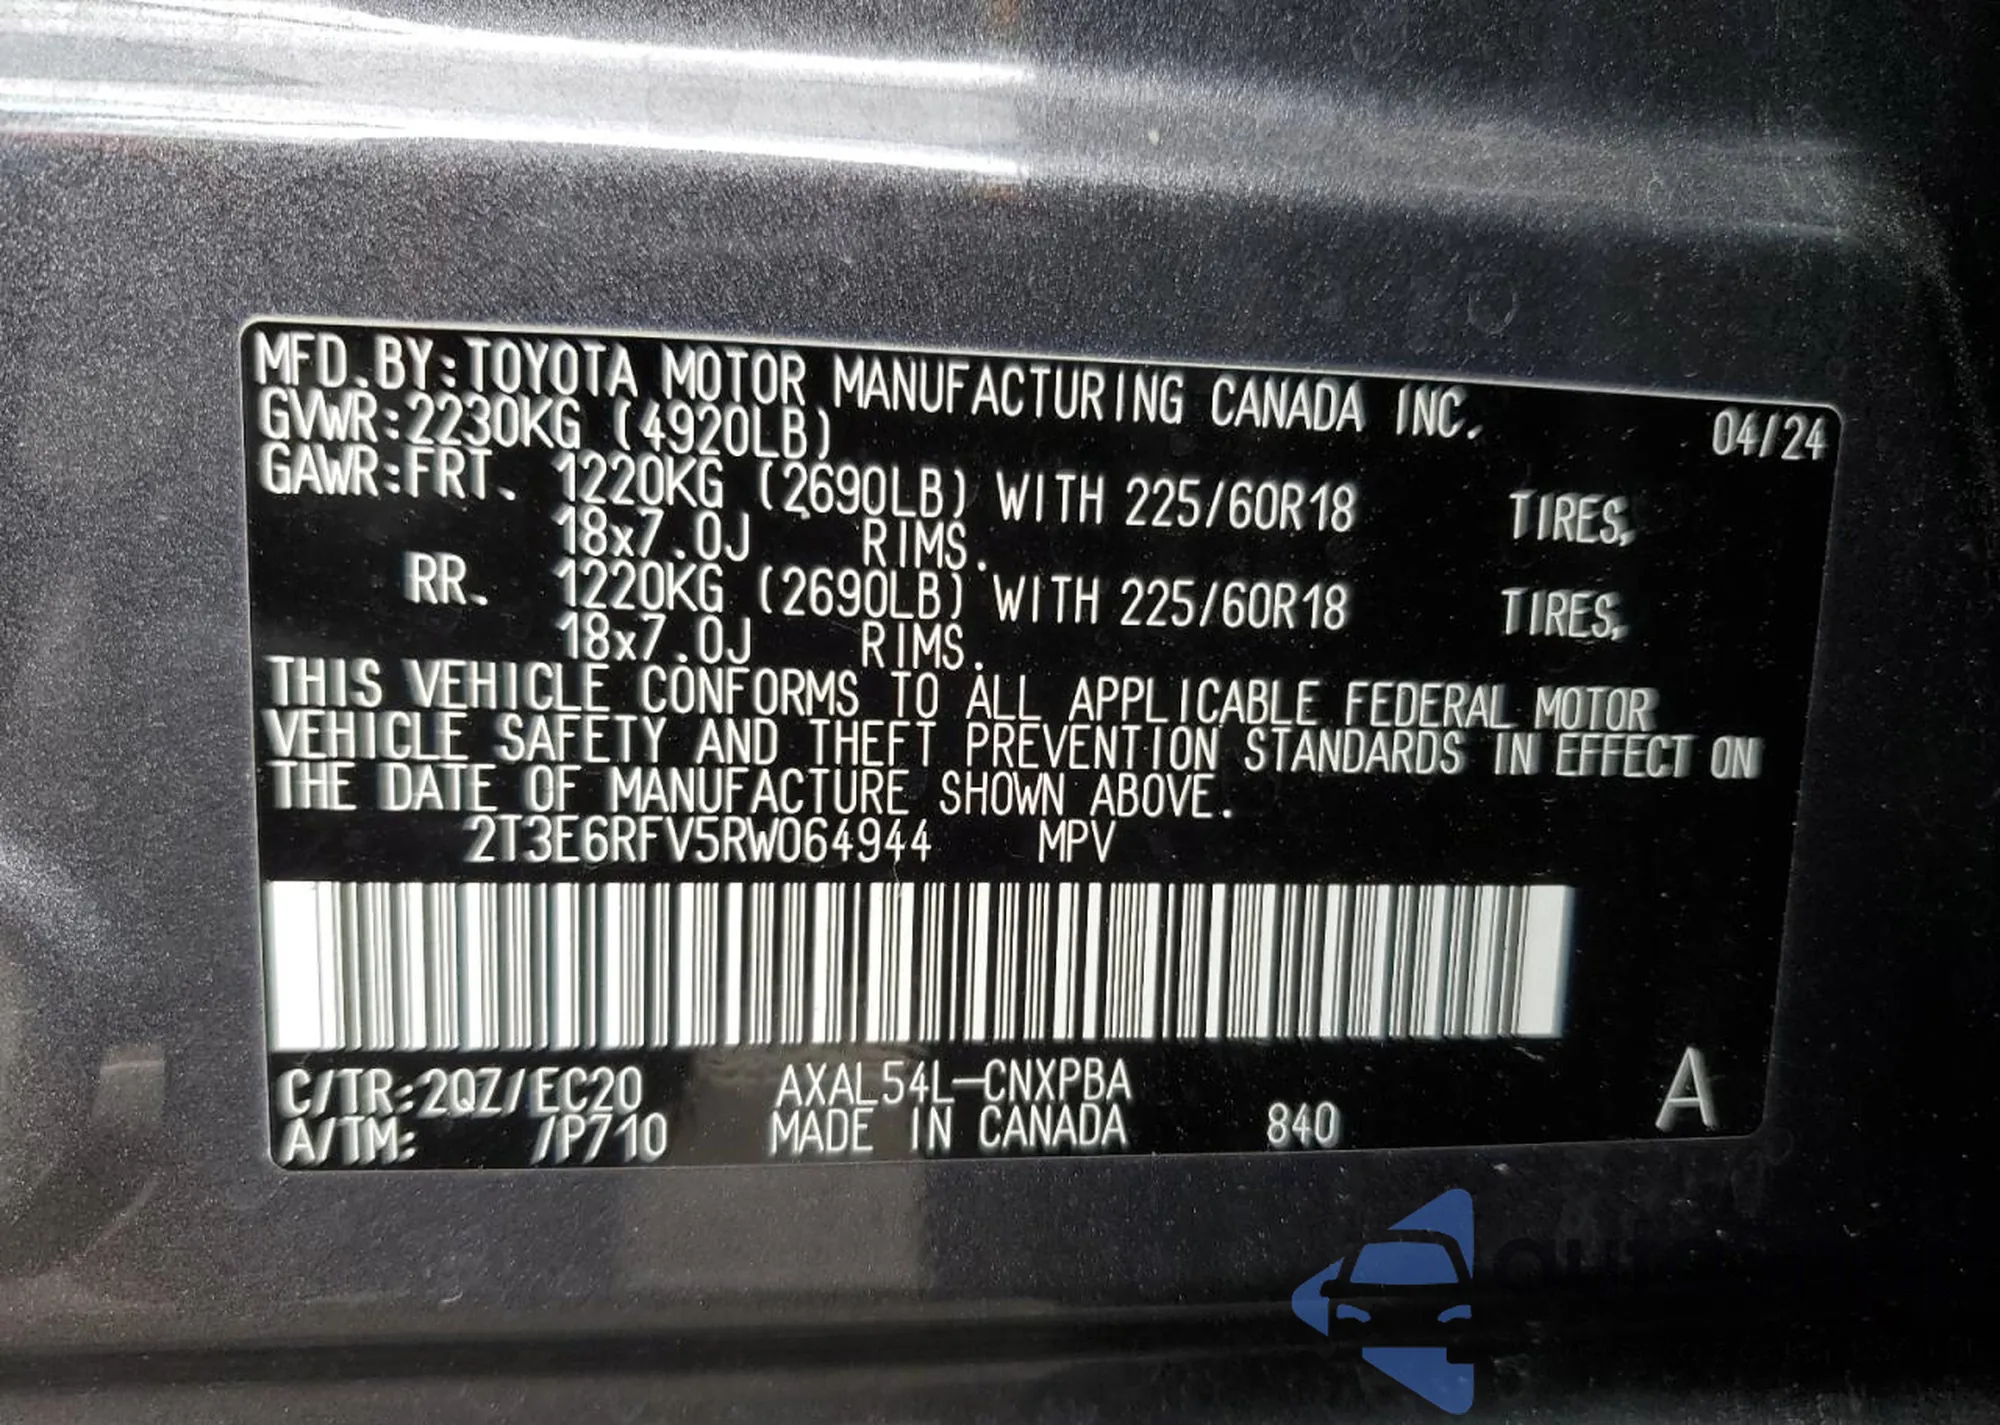 MFD.BY:TOYOTA MOTOR MANUFACTURING CANADA INC. 04/24
GVWR:2230KG (4920LB)
GAWR:FRT. 1220KG (2690LB) WITH 225/60R18 TIRES,
18x7.0J RIMS.
RR. 1220KG (2690LB) WITH 225/60R18 TIRES,
18x7.0J RIMS.
THIS VEHICLE CONFORMS TO ALL APPLICABLE FEDERAL MOTOR
VEHICLE SAFETY AND THEFT PREVENTION STANDARDS IN EFFECT ON
THE DATE OF MANUFACTURE SHOWN ABOVE.
2T3E6RFV5RW064944 MPV
C/TR:2QZ/EC20 AXAL54L-CNXPBA A
A/TM: /P710 MADE IN CANADA 840